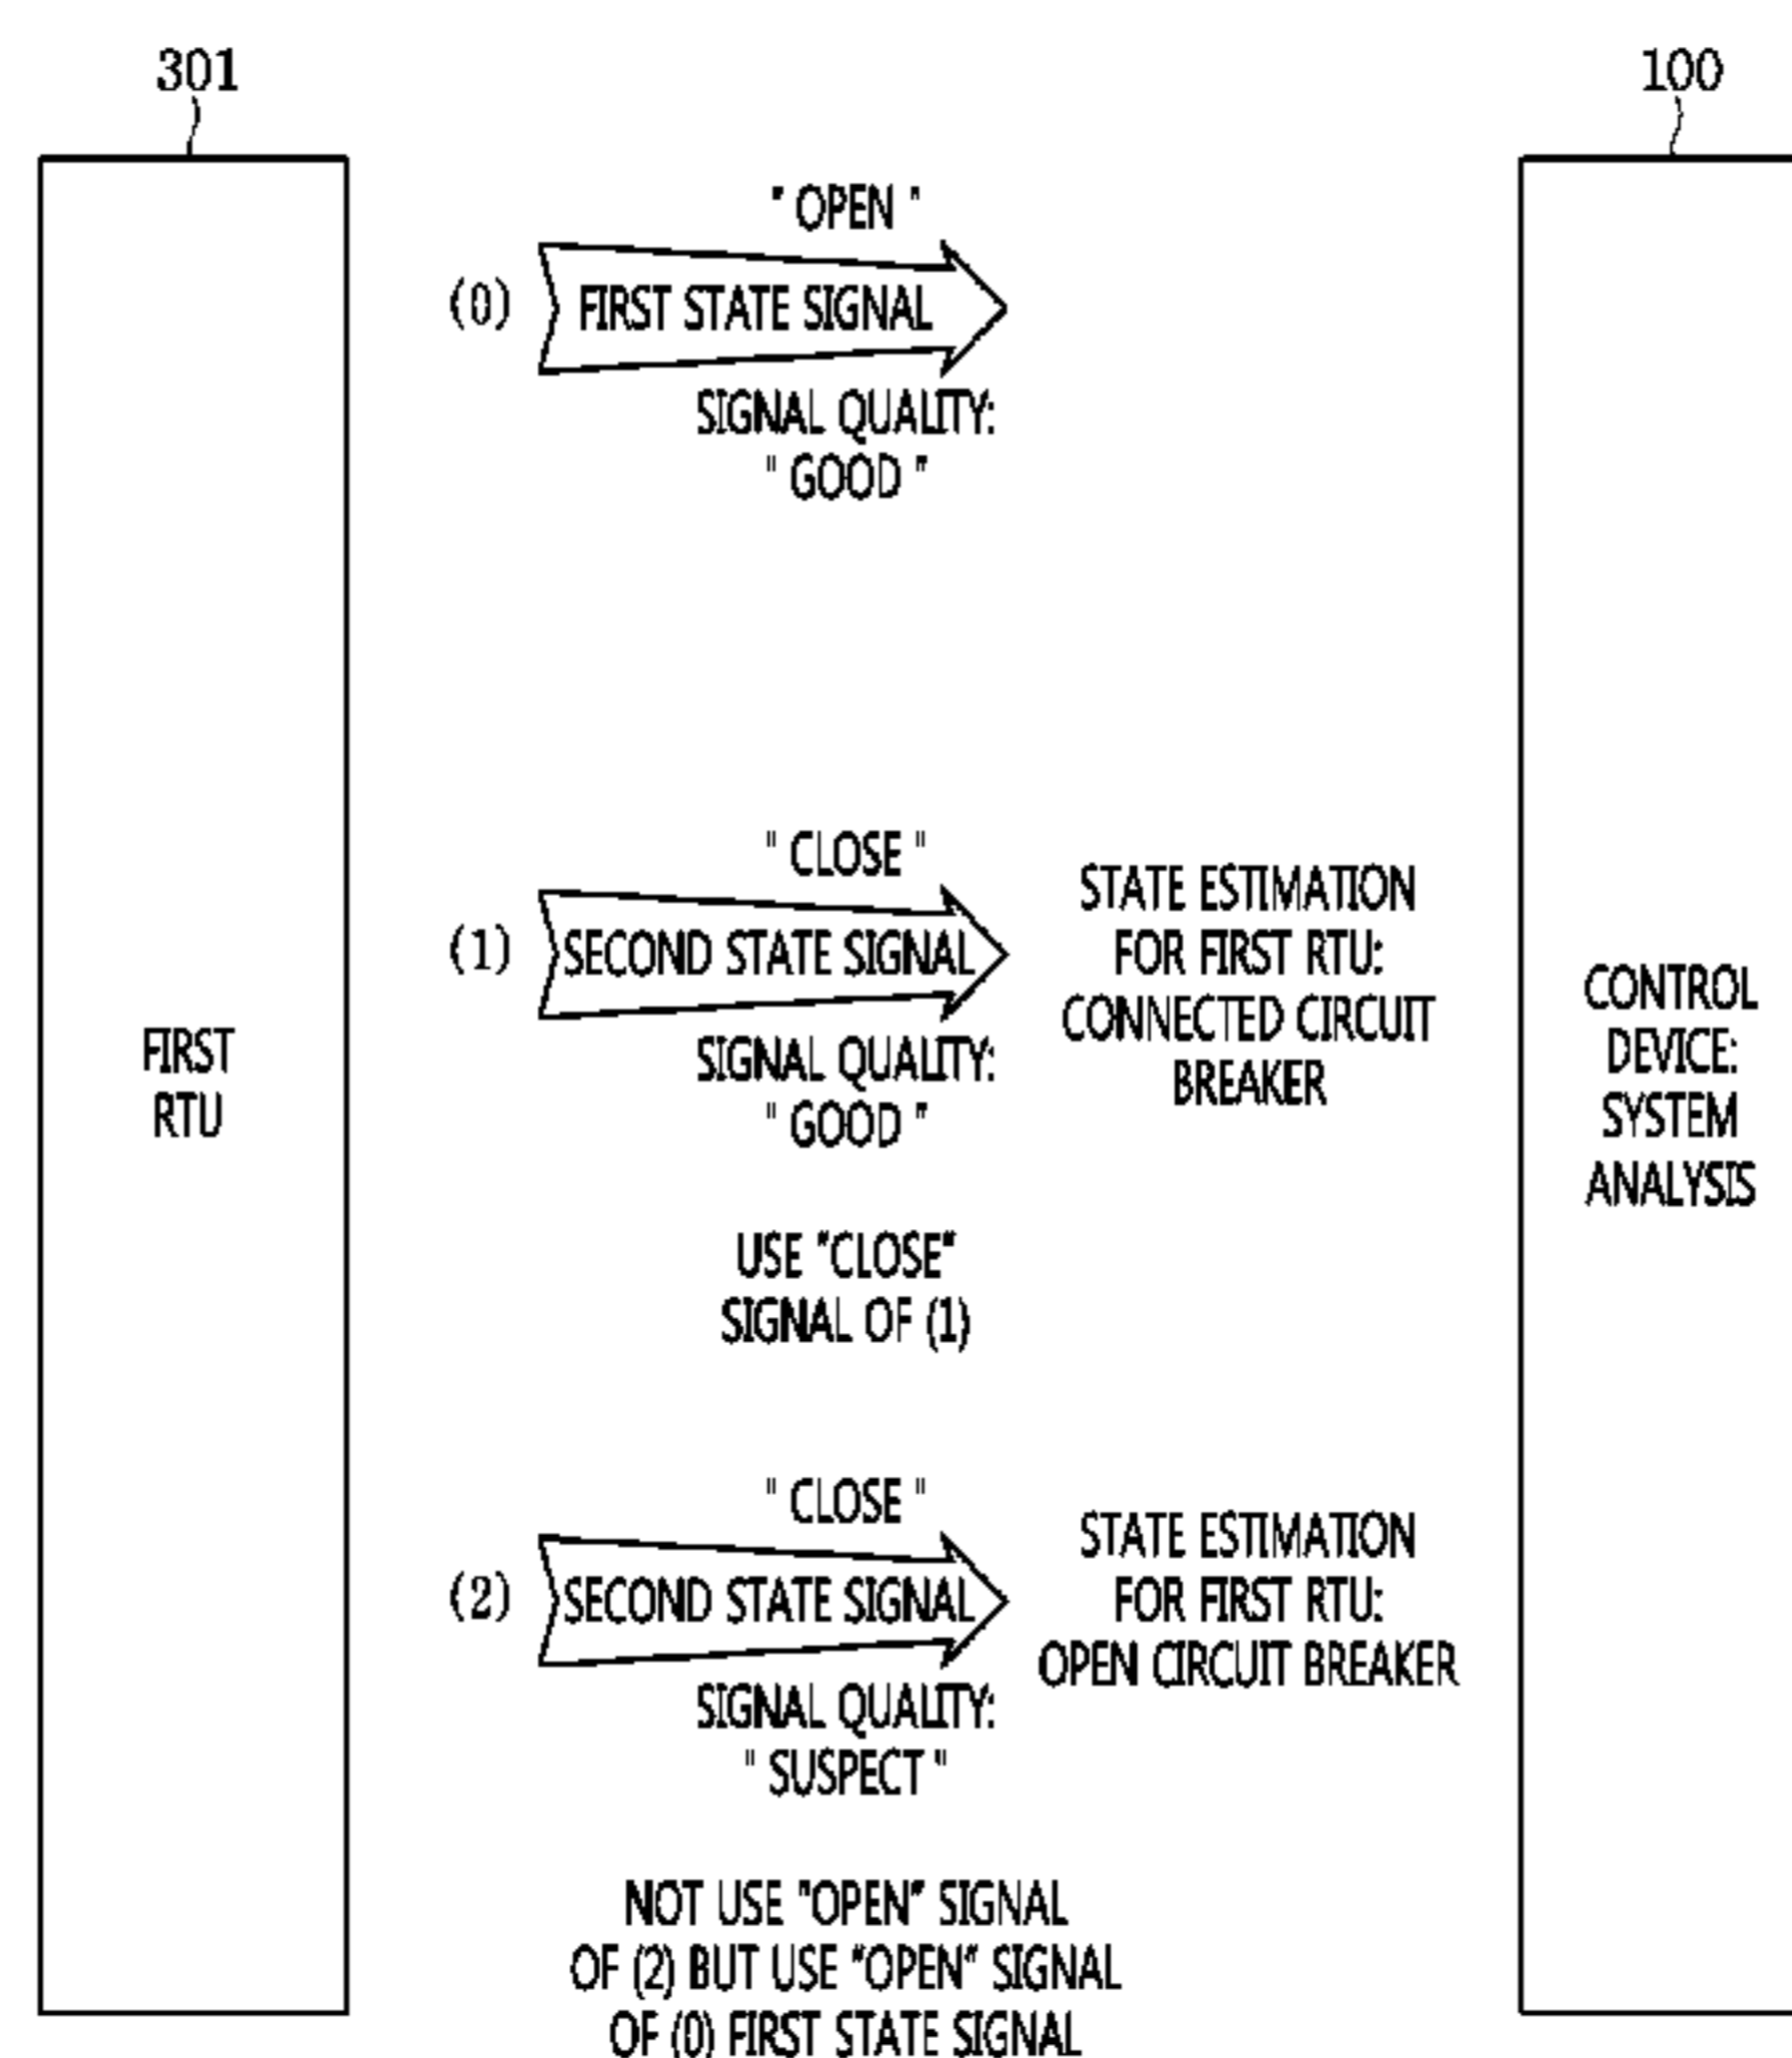 301
100
" OPEN "
(0)
FIRST STATE SIGNAL
SIGNAL QUALITY:
" GOOD "
" CLOSE "
(1)
SECOND STATE SIGNAL
SIGNAL QUALITY:
" GOOD "
STATE ESTIMATION
FOR FIRST RTU:
CONNECTED CIRCUIT
BREAKER
FIRST
RTU
CONTROL
DEVICE:
SYSTEM
ANALYSIS
USE "CLOSE"
SIGNAL OF (1)
" CLOSE "
(2)
SECOND STATE SIGNAL
SIGNAL QUALITY:
" SUSPECT "
STATE ESTIMATION
FOR FIRST RTU:
OPEN CIRCUIT BREAKER
NOT USE "OPEN" SIGNAL
OF (2) BUT USE "OPEN" SIGNAL
OF (0) FIRST STATE SIGNAL